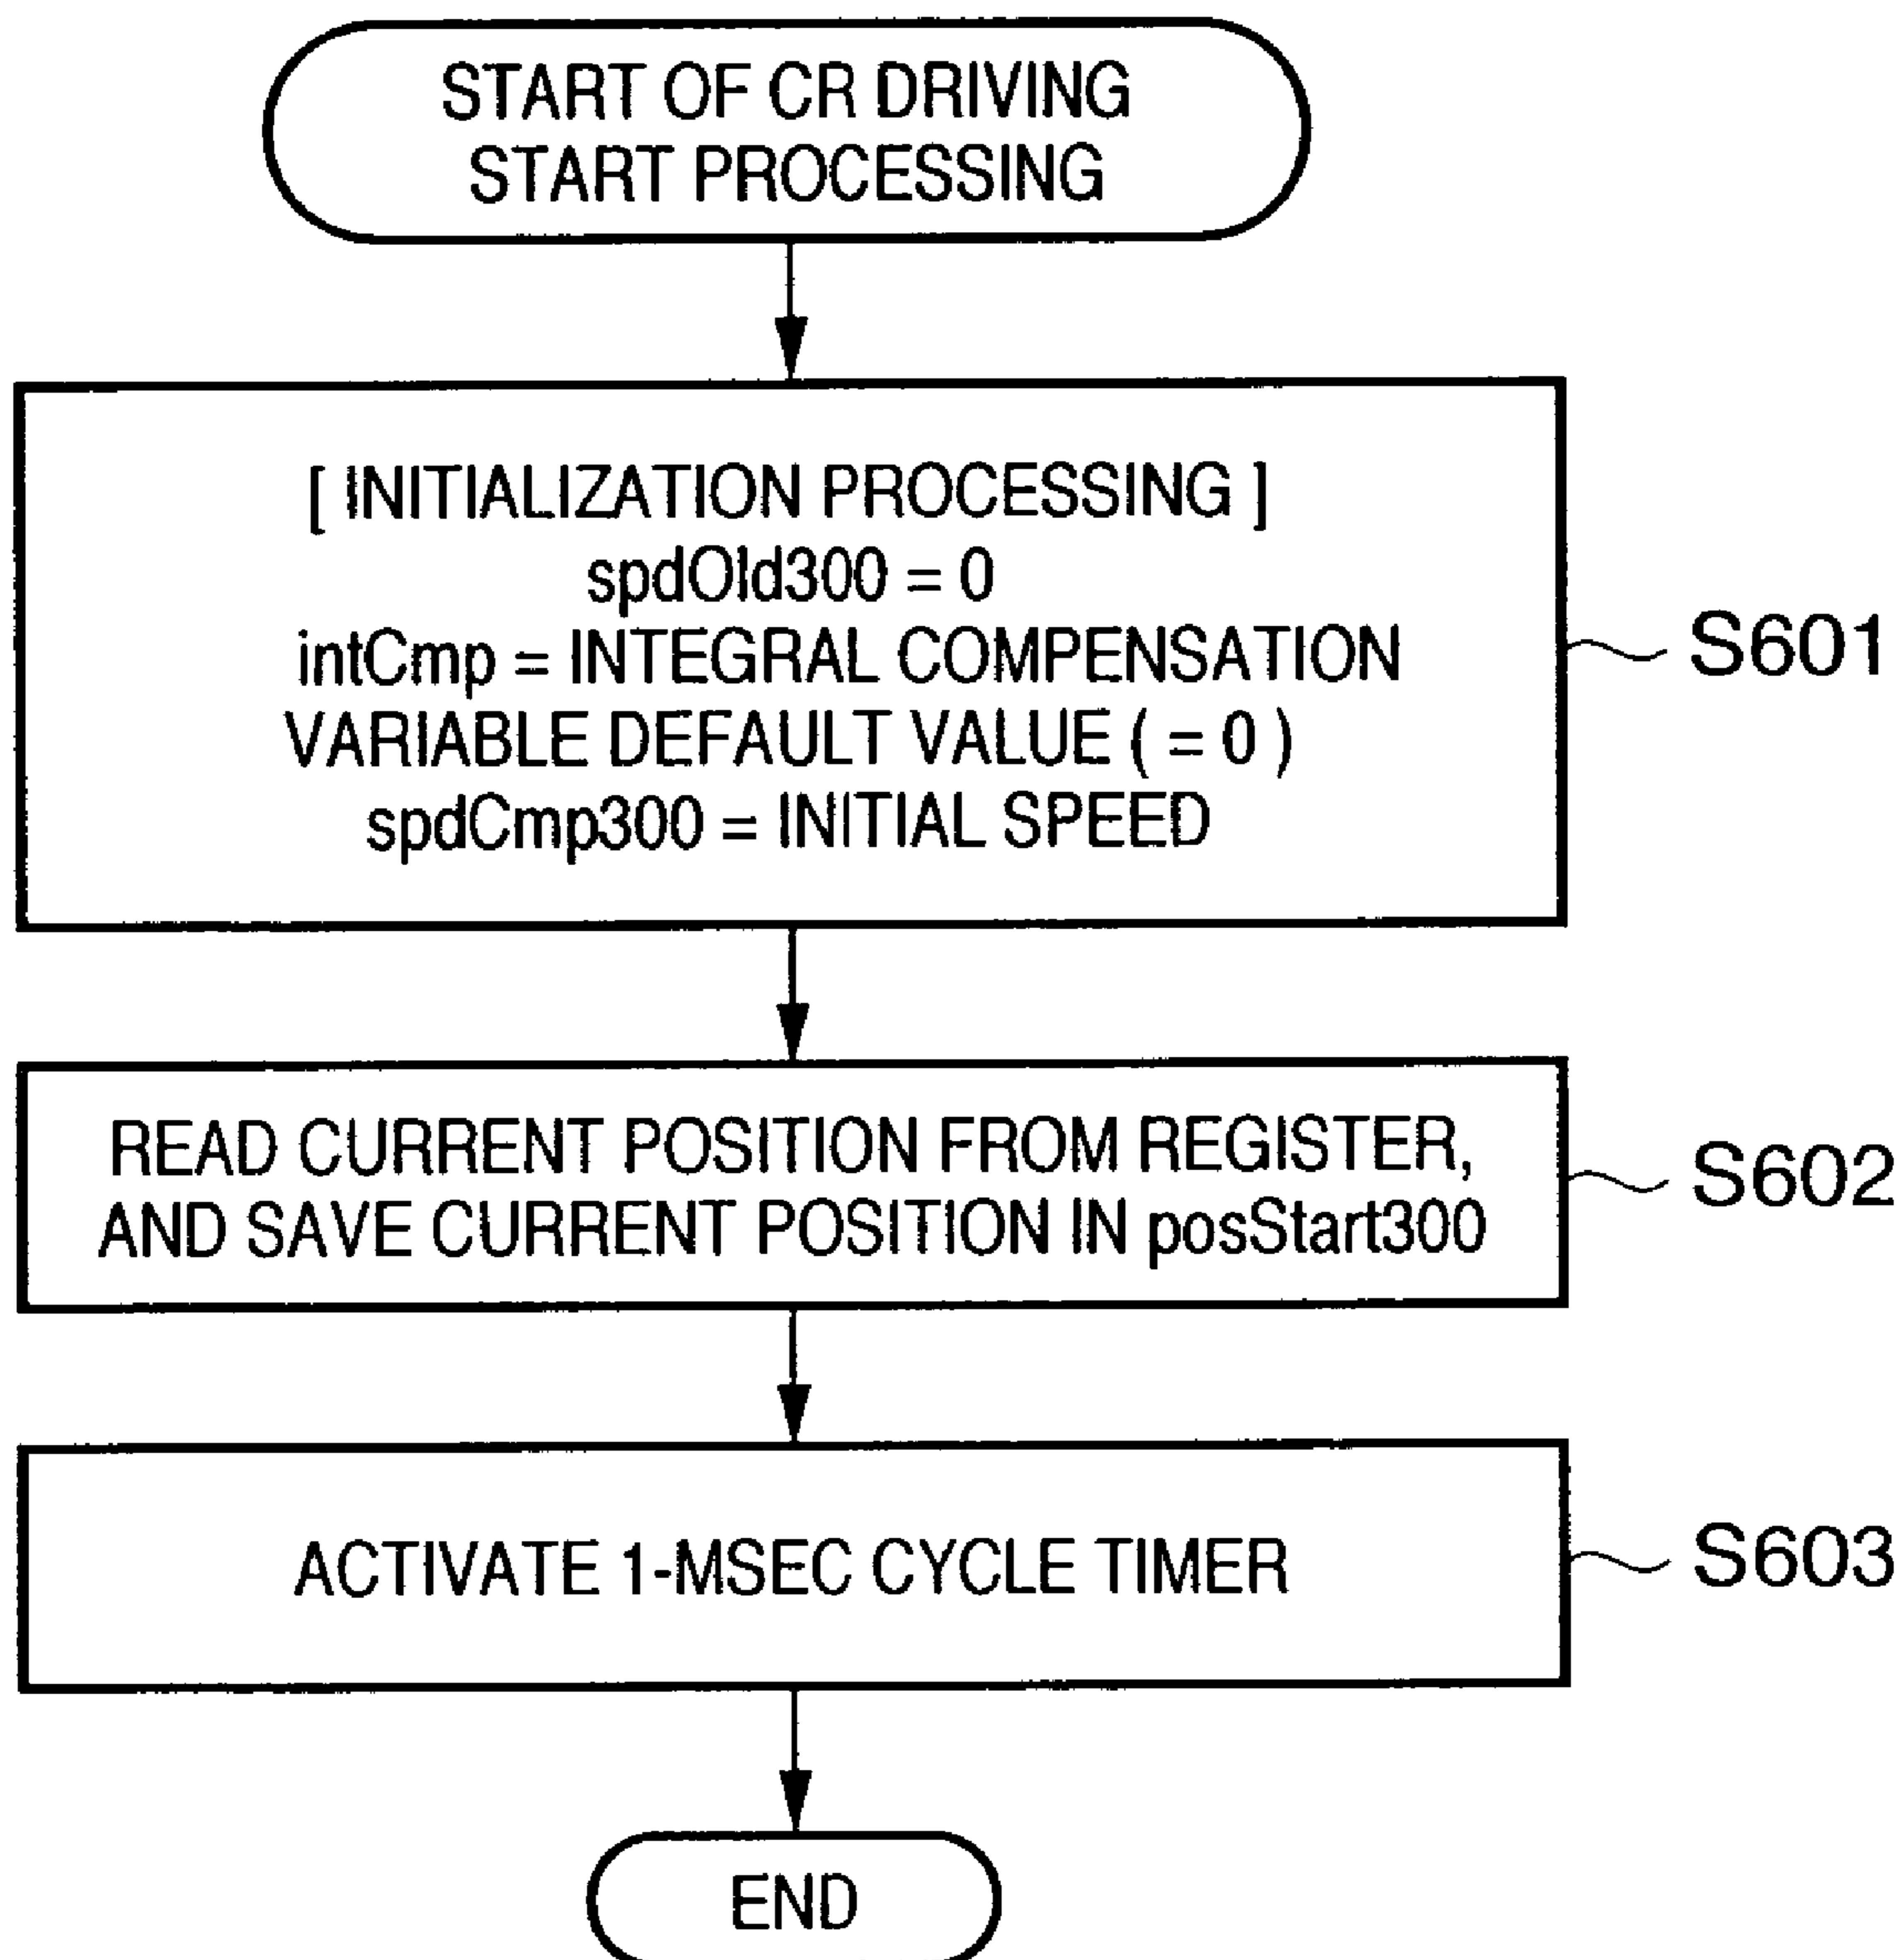 START OF CR DRIVING
START PROCESSING
[ INITIALIZATION PROCESSING ]
spdOld300 = 0
intCmp = INTEGRAL COMPENSATION
VARIABLE DEFAULT VALUE ( = 0 )
spdCmp300 = INITIAL SPEED
S601
READ CURRENT POSITION FROM REGISTER,
AND SAVE CURRENT POSITION IN posStart300
S602
ACTIVATE 1-MSEC CYCLE TIMER
S603
END